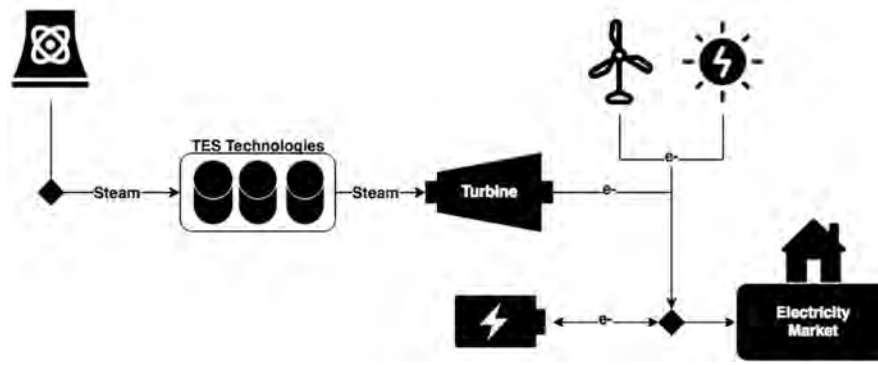 TES Technologies
Steam
Steam
Turbine
e-
e-
e-
Electricity
Market